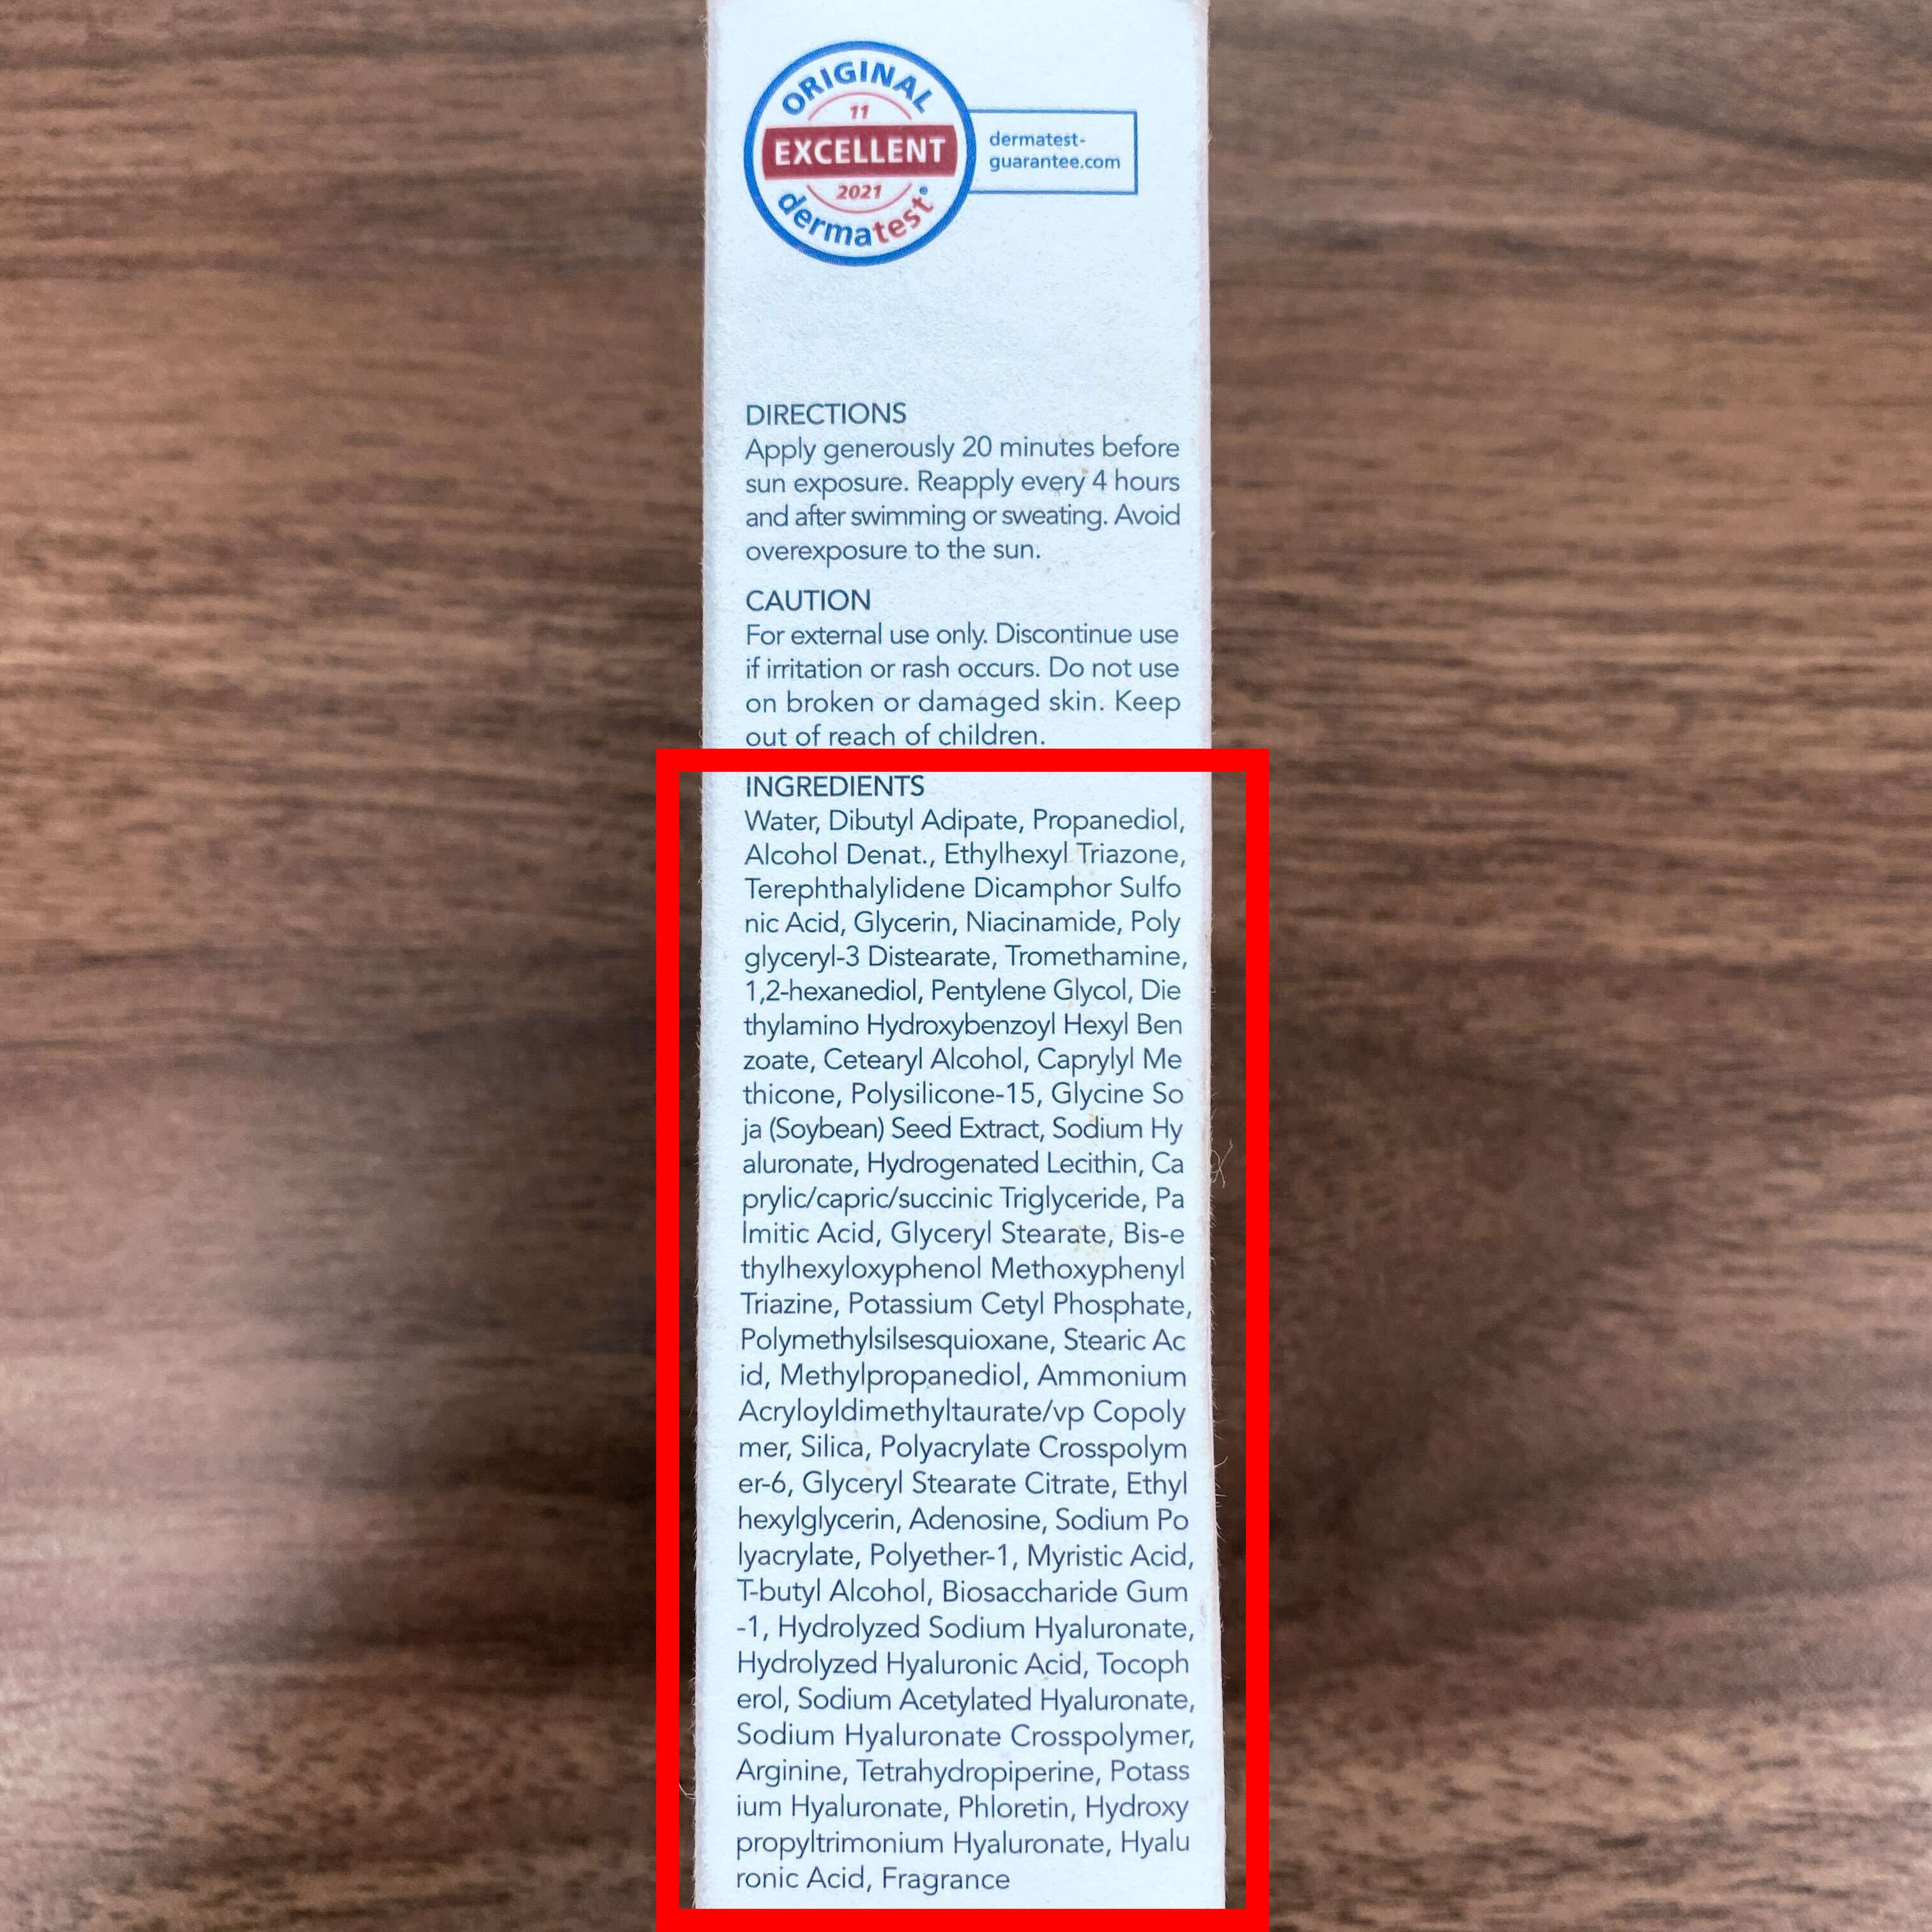 ORIGINAL
11
EXCELLENT
2021
dermatest®
dermatest-
guarantee.com
DIRECTIONS
Apply generously 20 minutes before
sun exposure. Reapply every 4 hours
and after swimming or sweating. Avoid
overexposure to the sun.
CAUTION
For external use only. Discontinue use
if irritation or rash occurs. Do not use
on broken or damaged skin. Keep
out of reach of children.
INGREDIENTS
Water, Dibutyl Adipate, Propanediol,
Alcohol Denat., Ethylhexyl Triazone,
Terephthalylidene Dicamphor Sulfo
nic Acid, Glycerin, Niacinamide, Poly
glyceryl-3 Distearate, Tromethamine,
1,2-hexanediol, Pentylene Glycol, Die
thylamino Hydroxybenzoyl Hexyl Ben
zoate, Cetearyl Alcohol, Caprylyl Me
thicone, Polysilicone-15, Glycine So
ja (Soybean) Seed Extract, Sodium Hy
aluronate, Hydrogenated Lecithin, Ca
prylic/capric/succinic Triglyceride, Pa
lmitic Acid, Glyceryl Stearate, Bis-e
thylhexyloxyphenol Methoxyphenyl
Triazine, Potassium Cetyl Phosphate,
Polymethylsilsesquioxane, Stearic Ac
id, Methylpropanediol, Ammonium
Acryloyldimethyltaurate/vp Copoly
mer, Silica, Polyacrylate Crosspolym
er-6, Glyceryl Stearate Citrate, Ethyl
hexylglycerin, Adenosine, Sodium Po
lyacrylate, Polyether-1, Myristic Acid,
T-butyl Alcohol, Biosaccharide Gum
-1, Hydrolyzed Sodium Hyaluronate,
Hydrolyzed Hyaluronic Acid, Tocoph
erol, Sodium Acetylated Hyaluronate,
Sodium Hyaluronate Crosspolymer,
Arginine, Tetrahydropiperine, Potass
ium Hyaluronate, Phloretin, Hydroxy
propyltrimonium Hyaluronate, Hyalu
ronic Acid, Fragrance